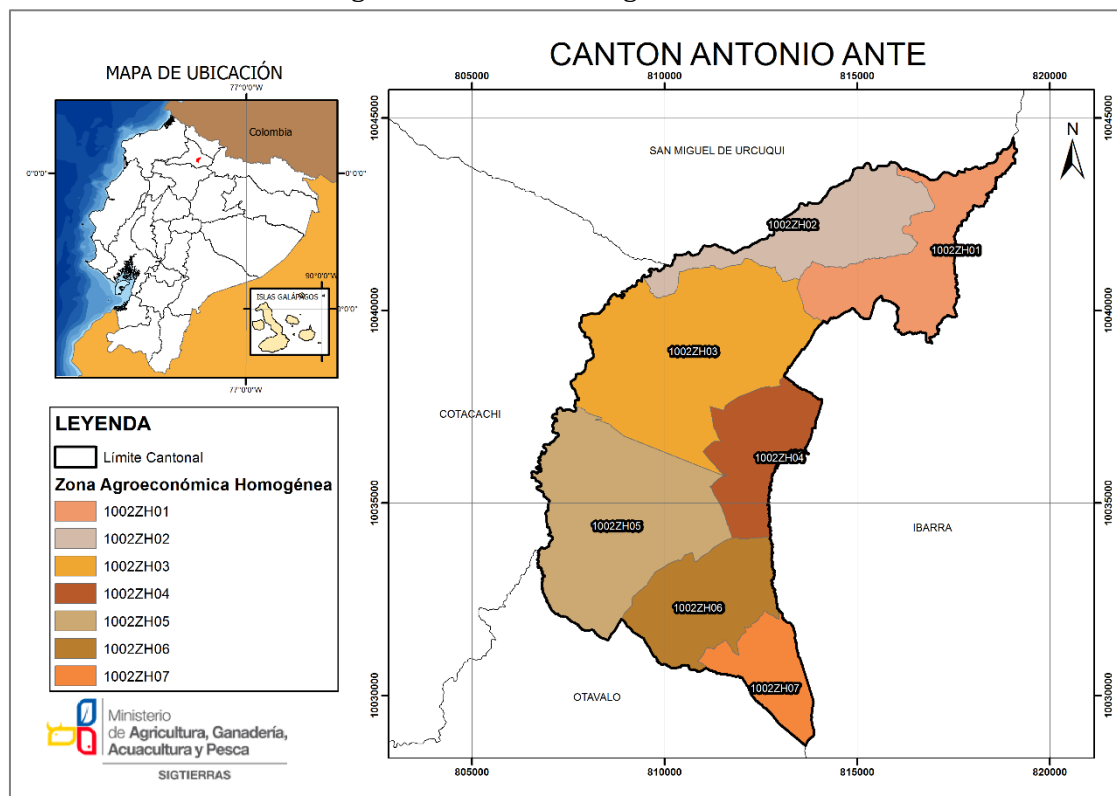 CANTON ANTONIO ANTE
MAPA DE UBICACIÓN
77°0'0"W
Colombia
0°0'0"
0°0'0"
90°0'0"W
ISLAS GALÁPAGOS
77°0'0"W
LEYENDA
Límite Cantonal
Zona Agroeconómica Homogénea
1002ZH01
1002ZH02
1002ZH03
1002ZH04
1002ZH05
1002ZH06
1002ZH07
Ministerio
de Agricultura, Ganadería,
Acuacultura y Pesca
SIGTIERRAS
805000
810000
815000
820000
10045000
10045000
N
SAN MIGUEL DE URCUQUI
1002ZH02
1002ZH01
10040000
10040000
1002ZH03
COTACACHI
1002ZH04
10035000
10035000
1002ZH05
IBARRA
1002ZH06
1002ZH07
OTAVALO
10030000
10030000
805000
810000
815000
820000